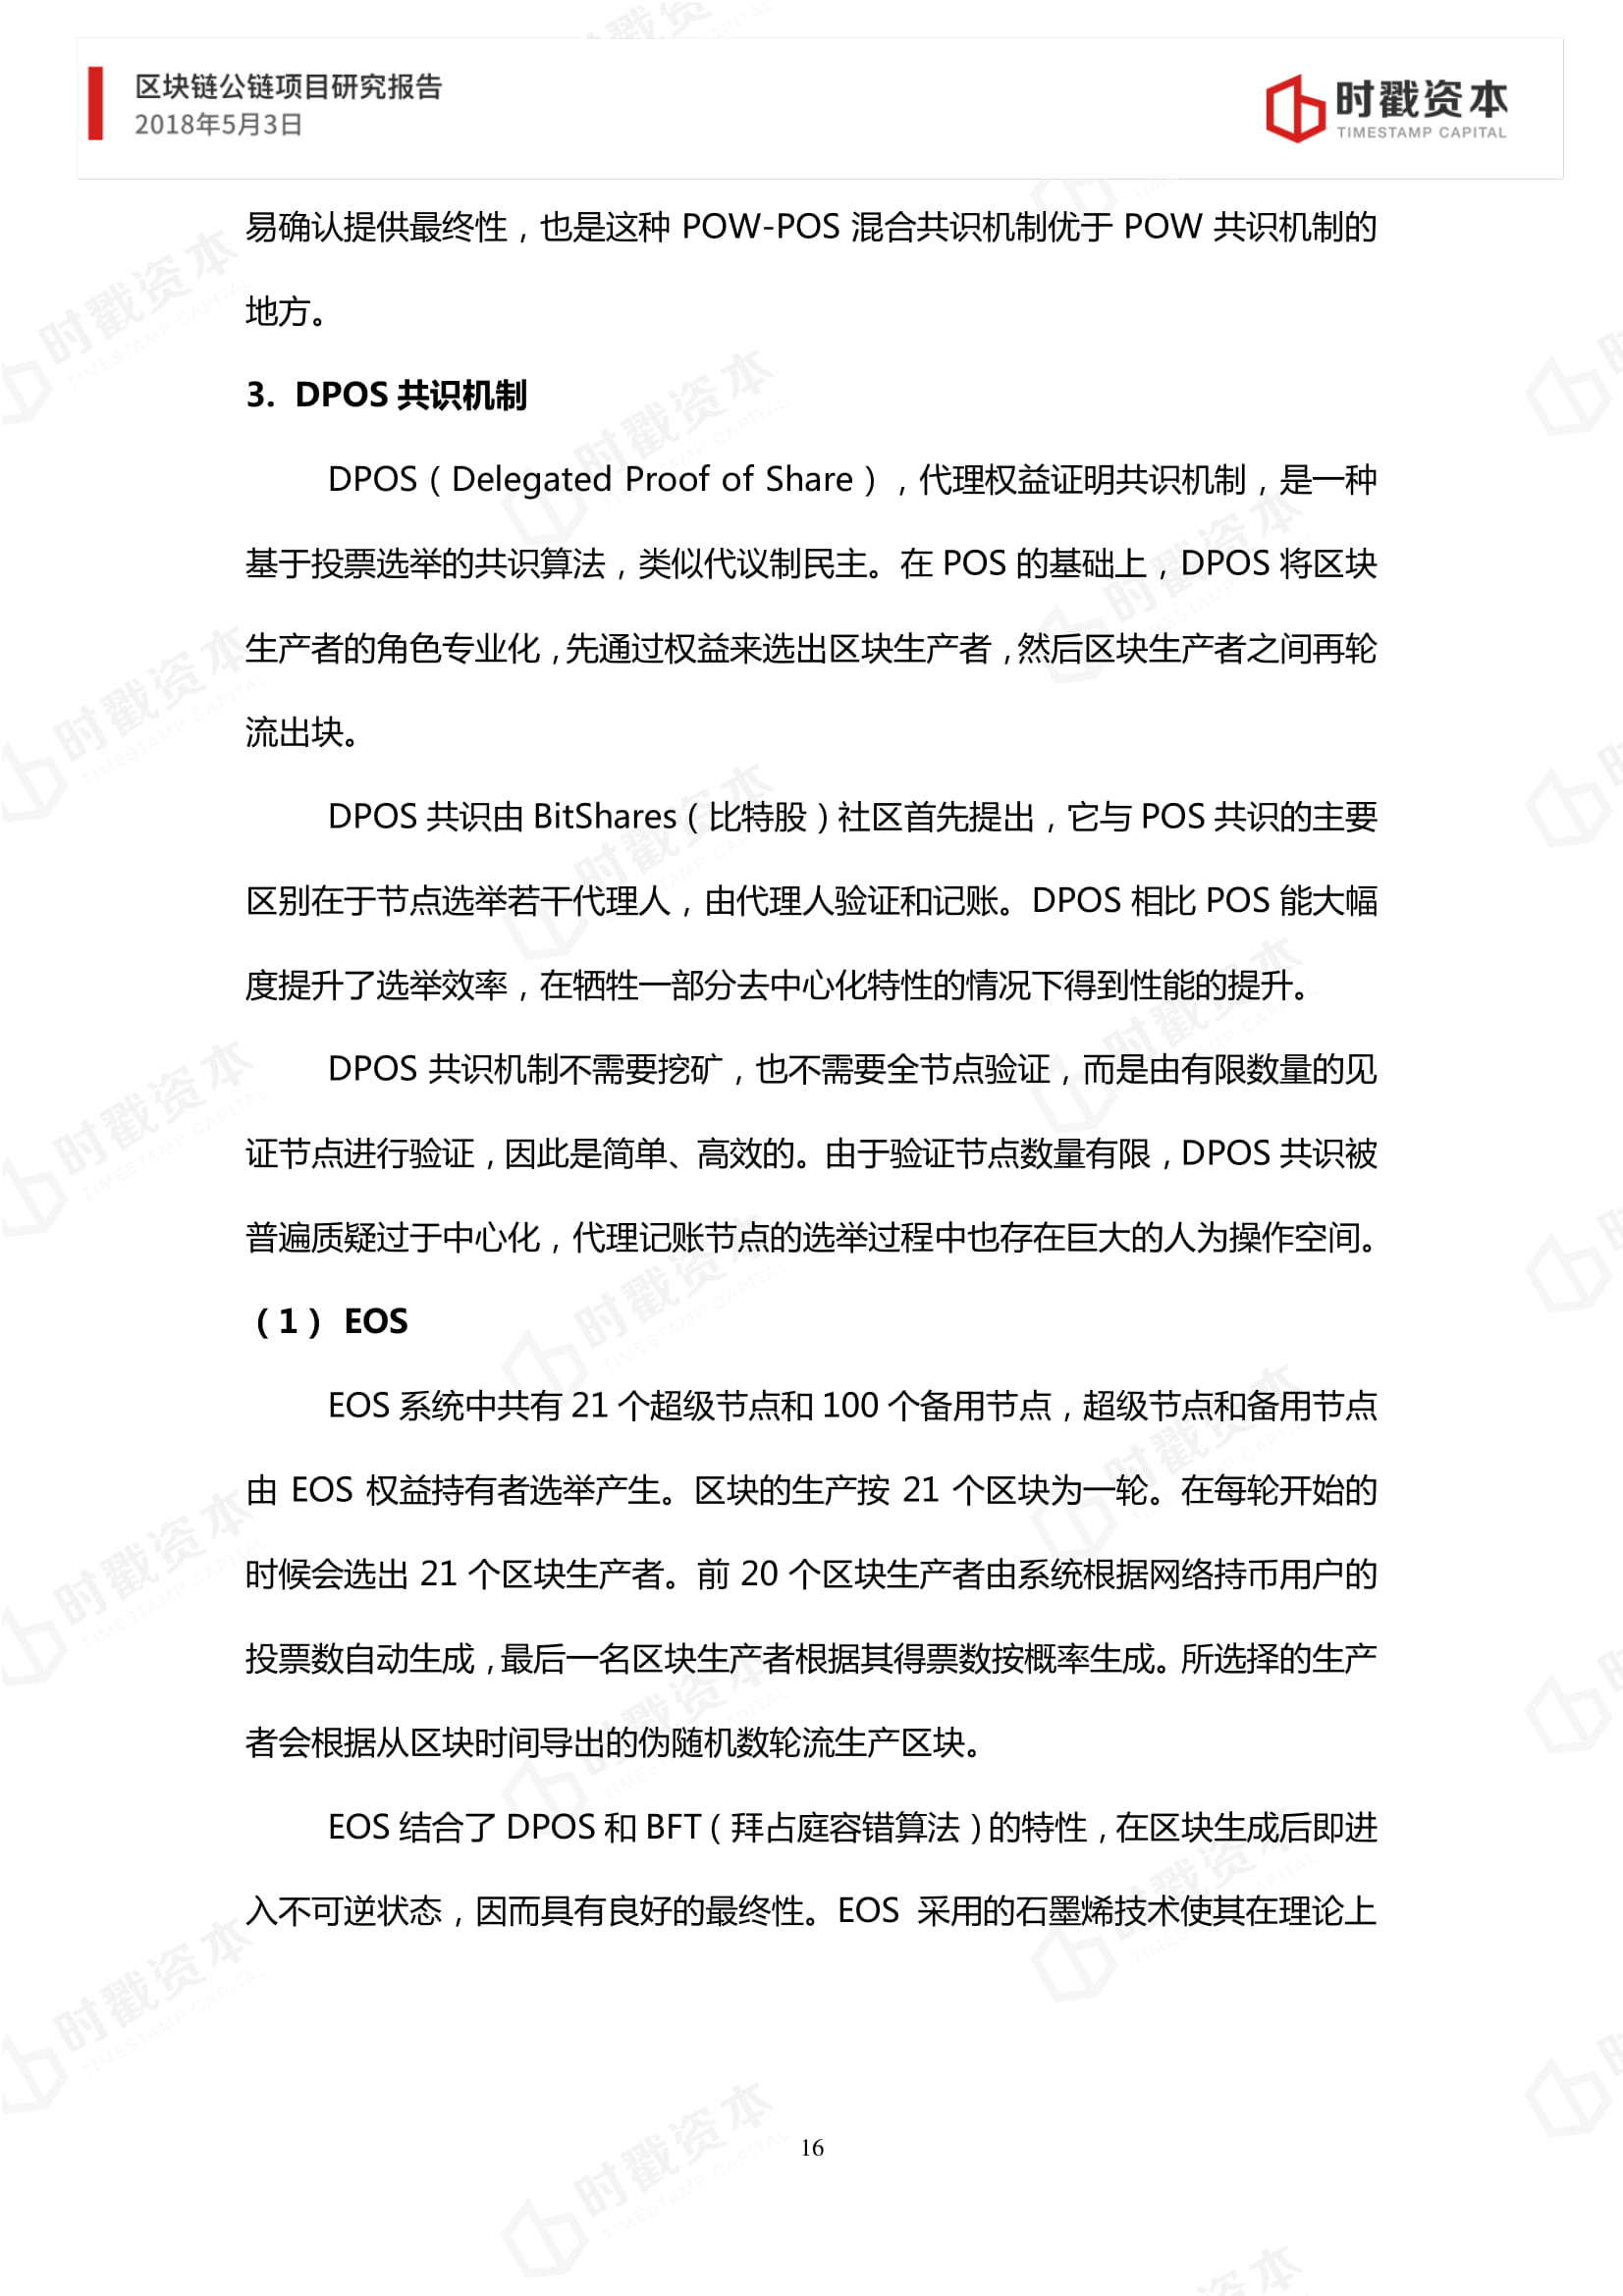 区块链公链项目研究报告
2018年5月3日
时戳资本
TIMESTAMP CAPITAL
易确认提供最终性，也是这种 POW-POS 混合共识机制优于 POW 共识机制的
地方。
3. DPOS 共识机制
DPOS（Delegated Proof of Share），代理权益证明共识机制，是一种
基于投票选举的共识算法，类似代议制民主。在 POS 的基础上，DPOS 将区块
生产者的角色专业化，先通过权益来选出区块生产者，然后区块生产者之间再轮
流出块。
DPOS 共识由 BitShares（比特股）社区首先提出，它与 POS 共识的主要
区别在于节点选举若干代理人，由代理人验证和记账。DPOS 相比 POS 能大幅
度提升了选举效率，在牺牲一部分去中心化特性的情况下得到性能的提升。
DPOS 共识机制不需要挖矿，也不需要全节点验证，而是由有限数量的见
证节点进行验证，因此是简单、高效的。由于验证节点数量有限，DPOS 共识被
普遍质疑过于中心化，代理记账节点的选举过程中也存在巨大的人为操作空间。
（1） EOS
EOS 系统中共有 21 个超级节点和 100 个备用节点，超级节点和备用节点
由 EOS 权益持有者选举产生。区块的生产按 21 个区块为一轮。在每轮开始的
时候会选出 21 个区块生产者。前 20 个区块生产者由系统根据网络持币用户的
投票数自动生成，最后一名区块生产者根据其得票数按概率生成。所选择的生产
者会根据从区块时间导出的伪随机数轮流生产区块。
EOS 结合了 DPOS 和 BFT（拜占庭容错算法）的特性，在区块生成后即进
入不可逆状态，因而具有良好的最终性。EOS 采用的石墨烯技术使其在理论上
16